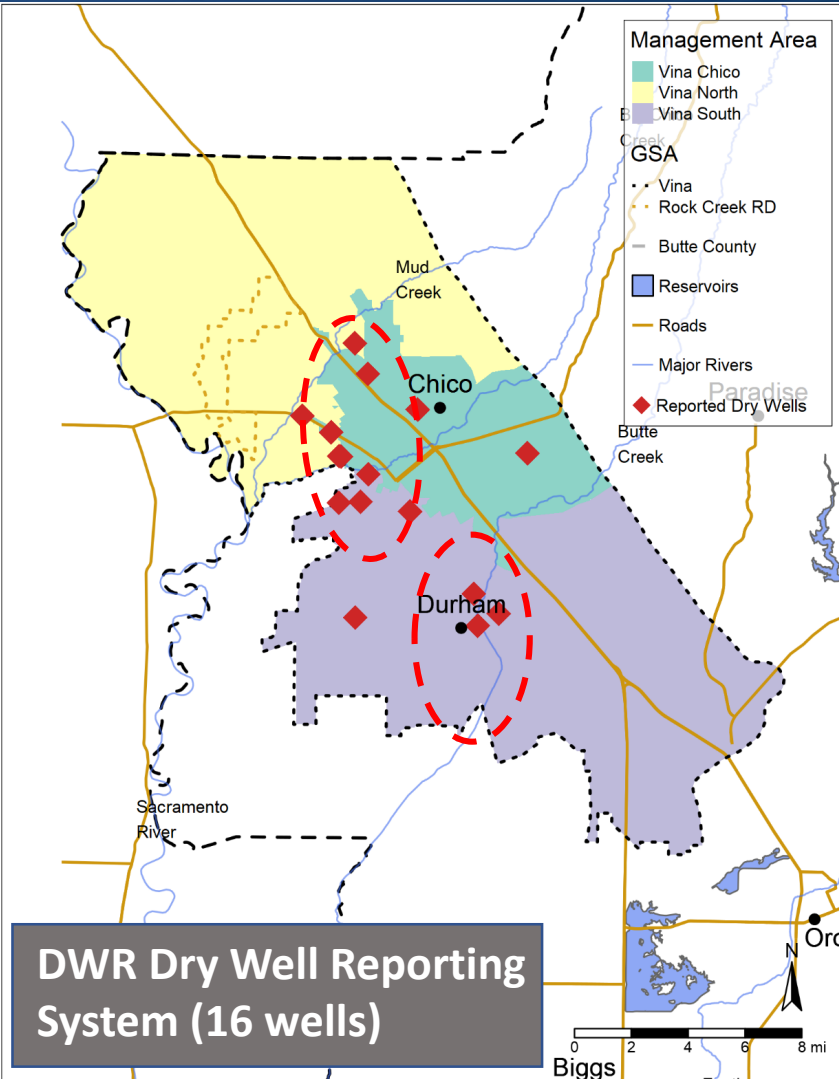 Management Area
Vina Chico
Vina North
Vina South
Creek
GSA
Vina
Rock Creek RD
Butte County
Reservoirs
Roads
Major Rivers
Paradise
Reported Dry Wells
Mud
Creek
Chico
Butte
Creek
Durham
Sacramento
River
DWR Dry Well Reporting
System (16 wells)
Oro
N
0 2 4 6 8 mi
Biggs